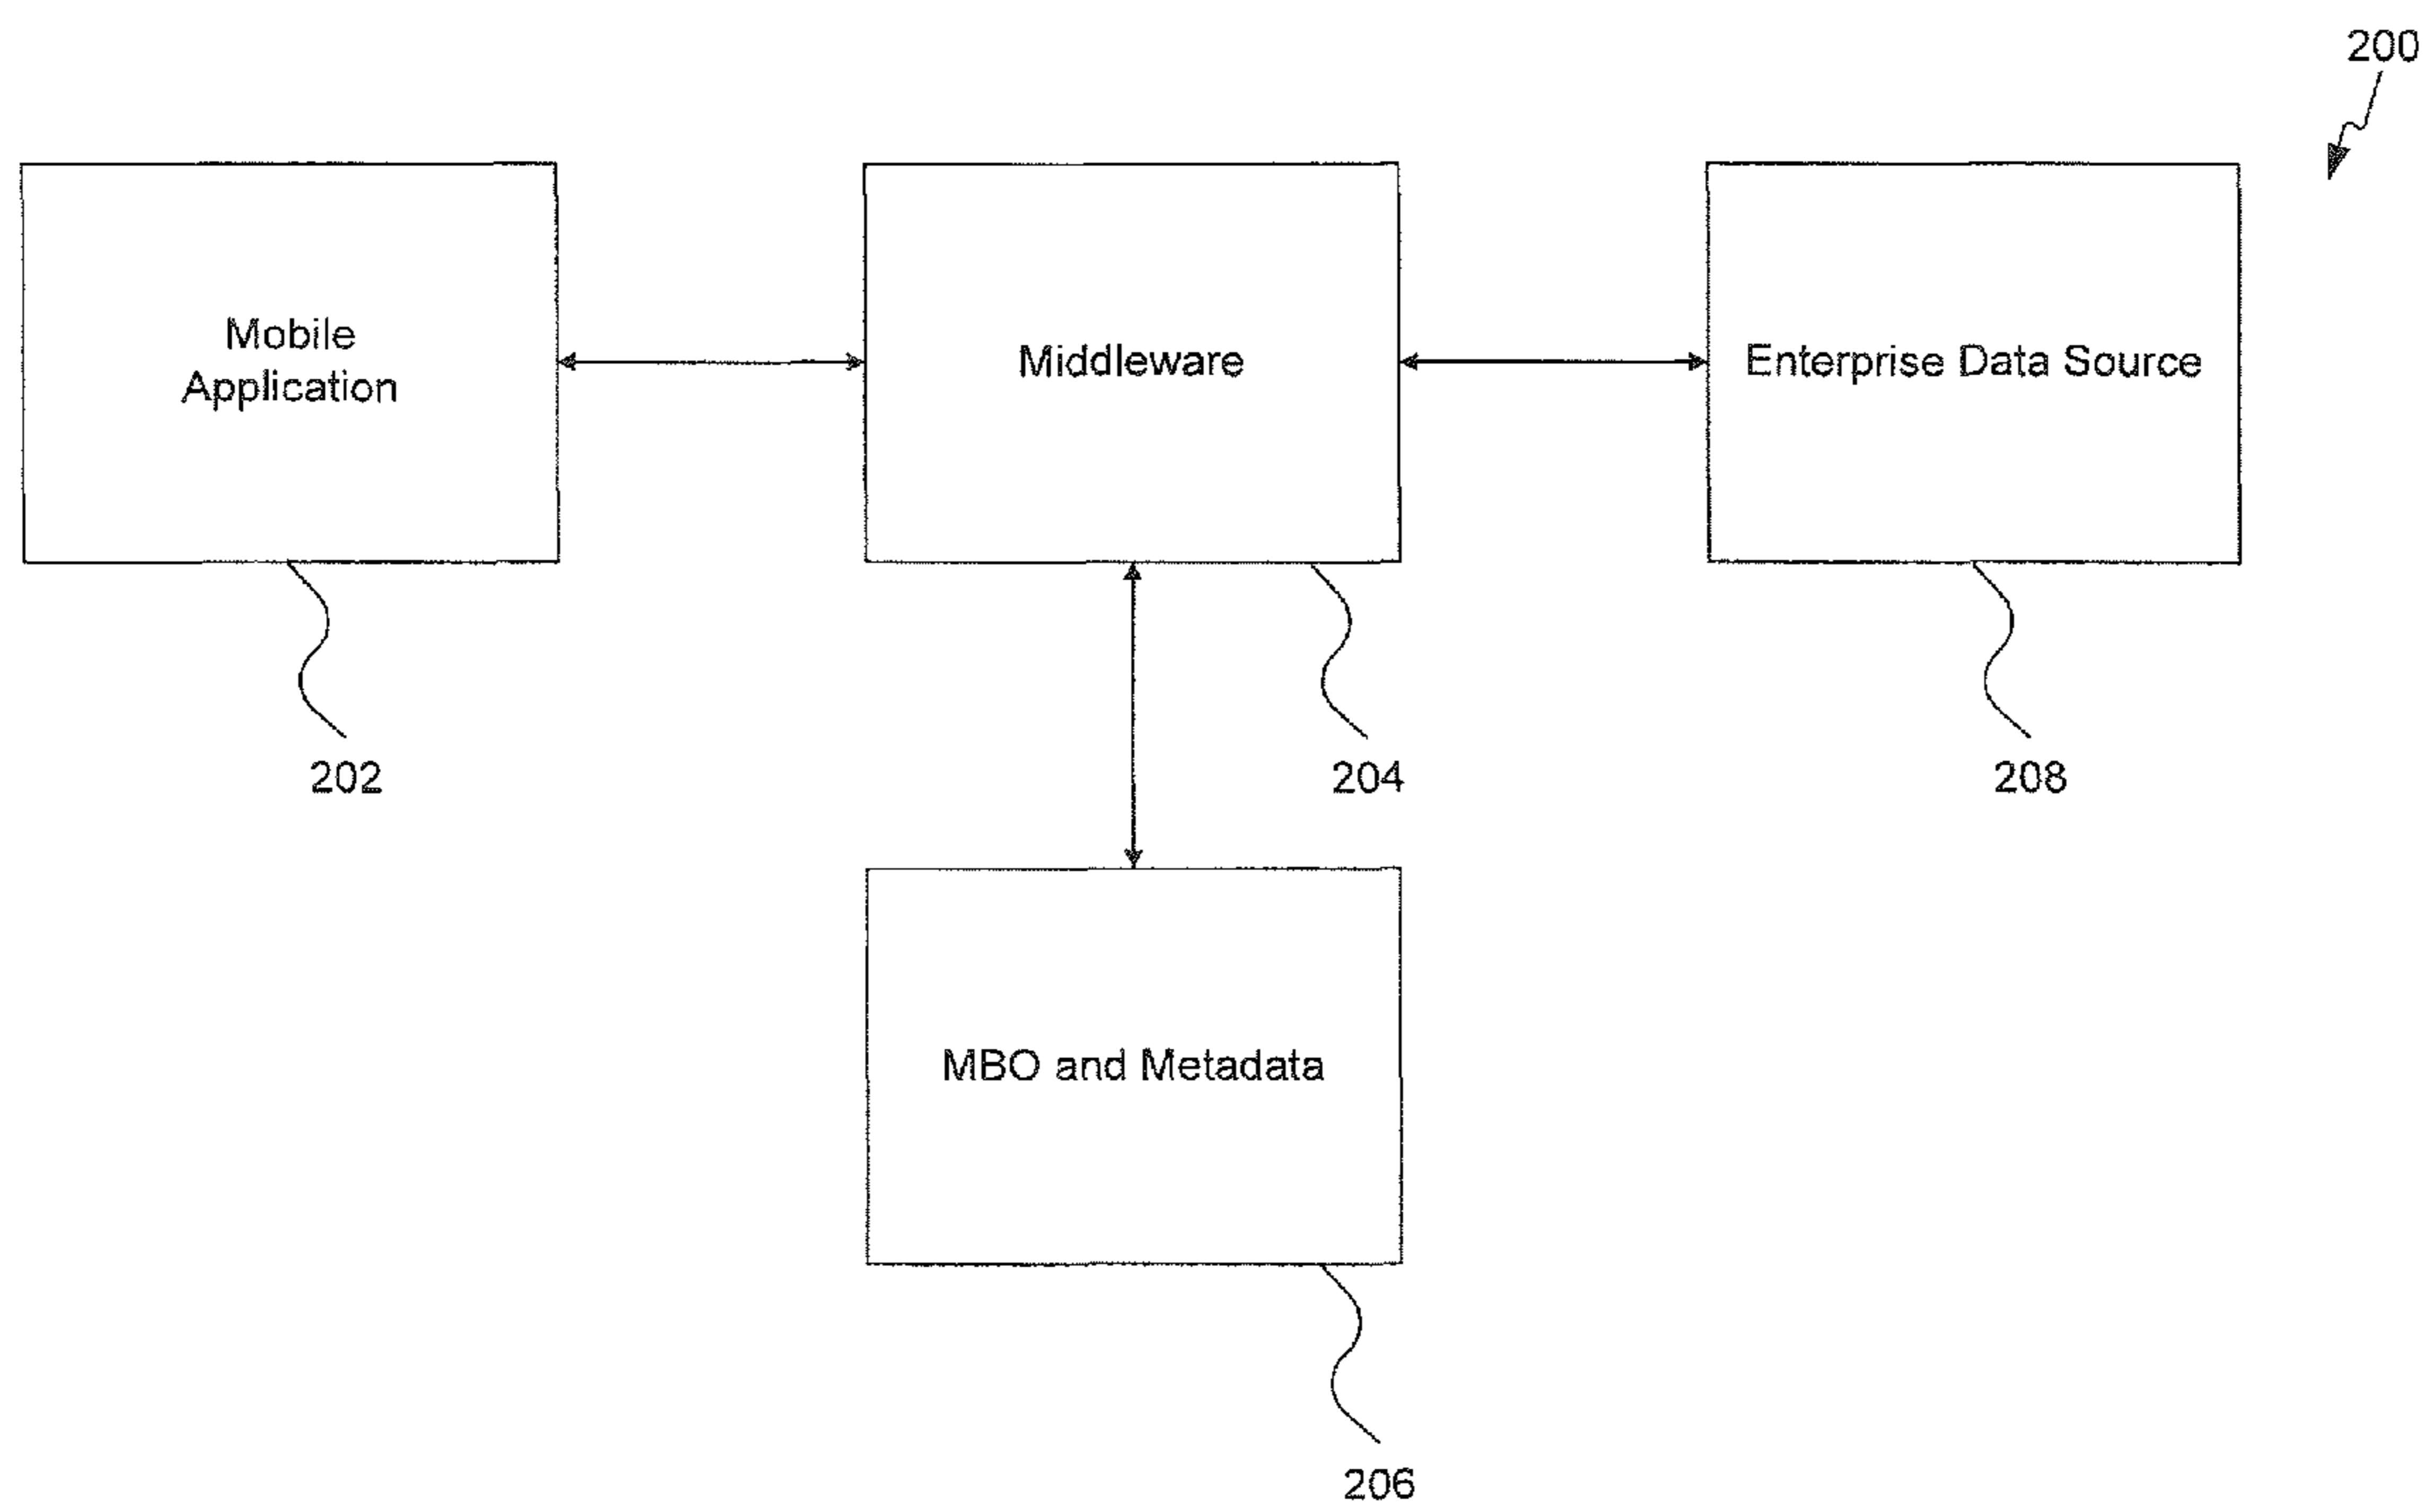 200
Mobile
Application
Middleware
Enterprise Data Source
202
204
208
MBO and Metadata
206